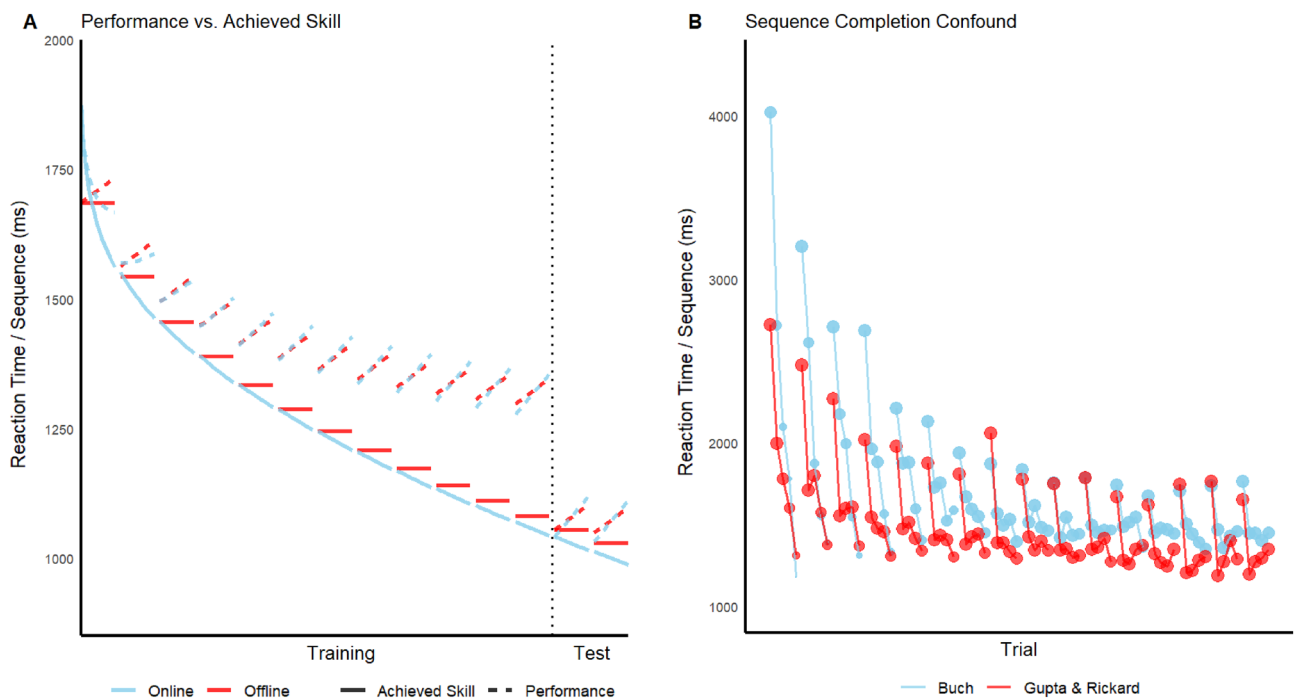 A Performance vs. Achieved Skill
2000
1750
1500
1250
1000
Reaction Time / Sequence (ms)
Training Test
Online Offline Achieved Skill Performance
B Sequence Completion Confound
4000
3000
2000
1000
Reaction Time / Sequence (ms)
Trial
Buch Gupta & Rickard